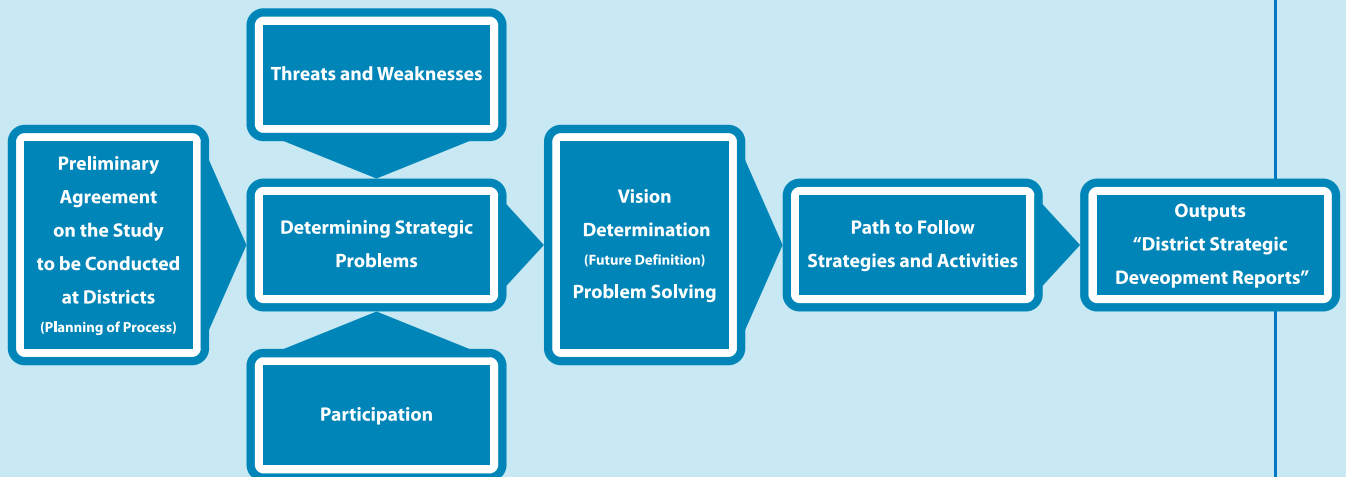 Threats and Weaknesses
Preliminary
Agreement
on the Study
to be Conducted
at Districts
(Planning of Process)
Determining Strategic
Problems
Participation
Vision
Determination
(Future Definition)
Problem Solving
Path to Follow
Strategies and Activities
Outputs
“District Strategic
Deveopment Reports”